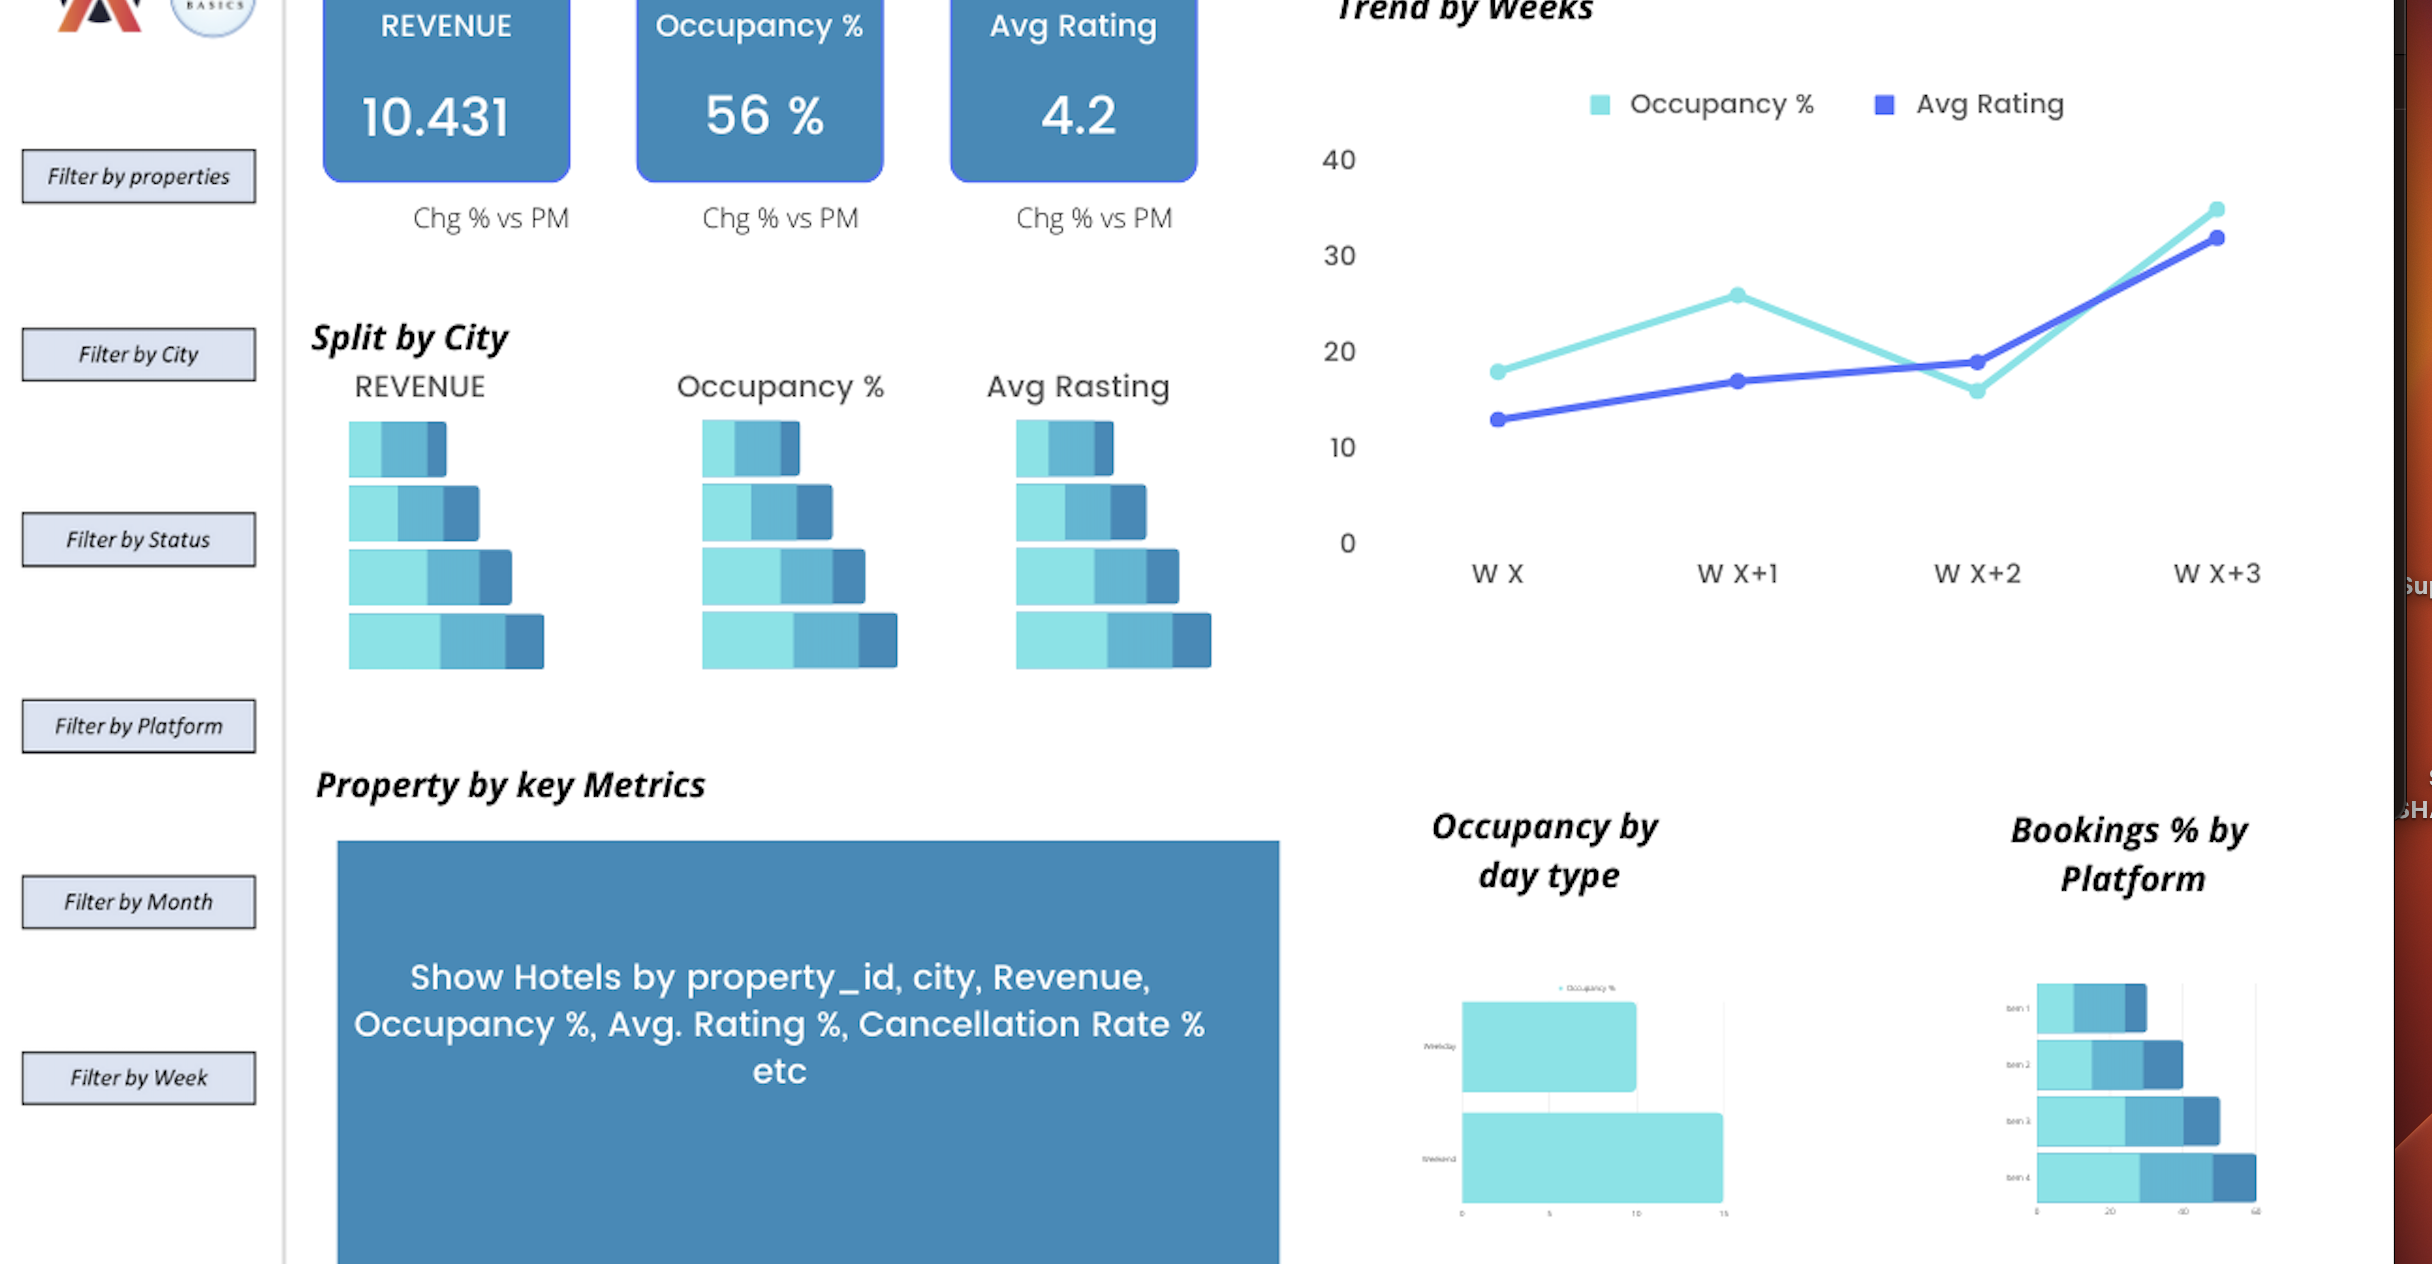 BASICS
Filter by properties
Filter by City
Filter by Status
Filter by Platform
Filter by Month
Filter by Week
REVENUE
10.431
Chg % vs PM
Occupancy %
56 %
Chg % vs PM
Avg Rating
4.2
Chg % vs PM
Split by City
REVENUE
Occupancy %
Avg Rasting
Property by key Metrics
Show Hotels by property_id, city, Revenue,
Occupancy %, Avg. Rating %, Cancellation Rate %
etc
Trend by Weeks
Occupancy %
Avg Rating
40
30
20
10
0
W X
W X+1
W X+2
W X+3
Occupancy by
day type
Occupancy %
Weekday
Weekend
0
5
10
15
Bookings % by
Platform
Item 1
Item 2
Item 3
Item 4
0
20
40
60